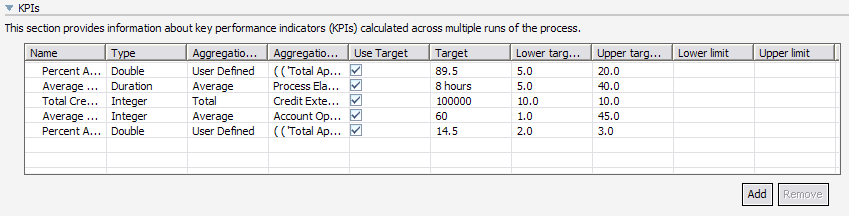 KPIs
This section provides information about key performance indicators (KPIs) calculated across multiple runs of the process.
Name Type Aggregatio... Aggregatio... Use Target Target Lower targ... Upper targ... Lower limit Upper limit
Percent A... Double User Defined ( ( 'Total Ap... 89.5 5.0 20.0
Average ... Duration Average Process Ela... 8 hours 5.0 40.0
Total Cre... Integer Total Credit Exte... 100000 10.0 10.0
Average ... Integer Average Account Op... 60 1.0 45.0
Percent A... Double User Defined ( ( 'Total Ap... 14.5 2.0 3.0
Add Remove